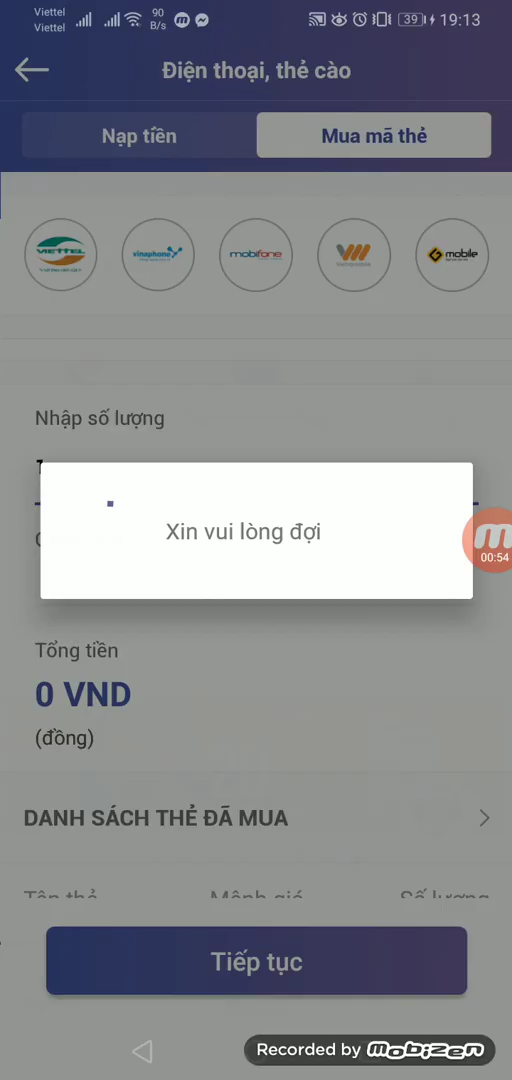 Viettel
Viettel
90
B/s
39
19:13
Điện thoại, thẻ cào
Nạp tiền
Mua mã thẻ
VIETTEL
vinaphone
mobifone
Vietnamobile
G mobile
Nhập số lượng
1
Xin vui lòng đợi
00:54
Tổng tiền
0 VND
(đồng)
DANH SÁCH THẺ ĐÃ MUA
Tên thẻ
Mệnh giá
Số lượng
Tiếp tục
Recorded by mobizen